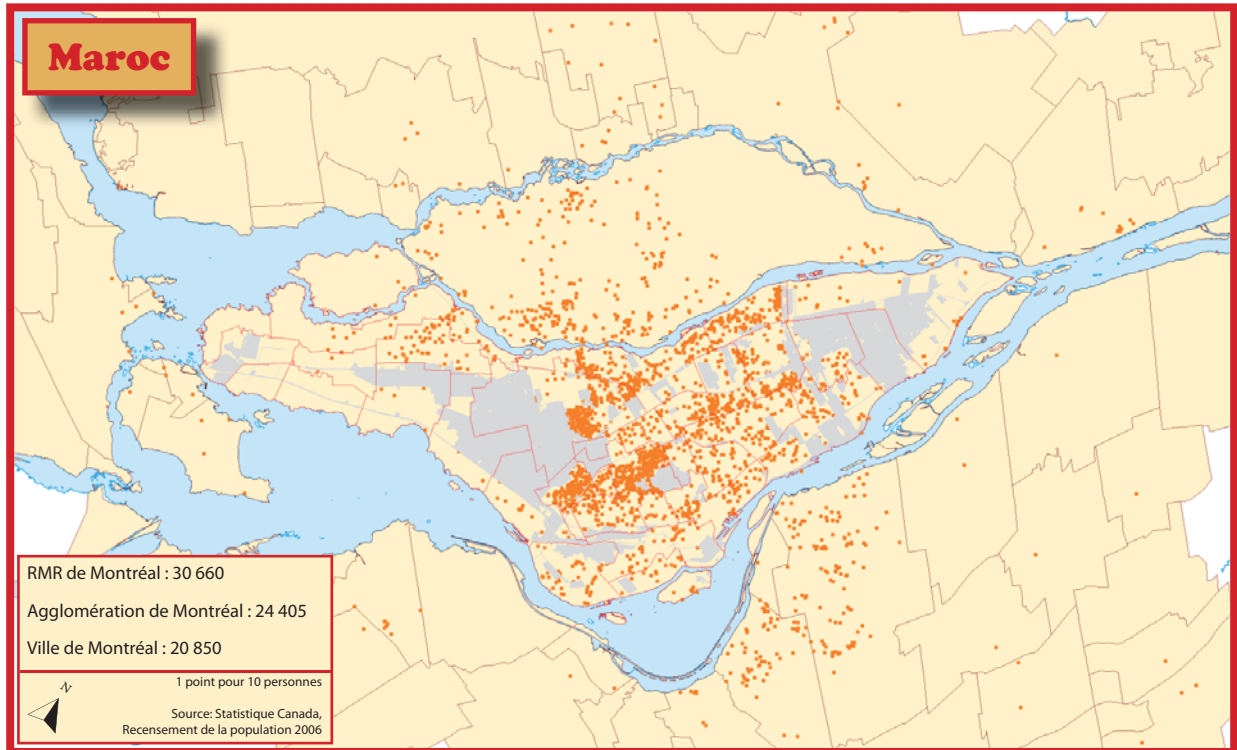 Maroc
RMR de Montréal : 30 660
Agglomération de Montréal : 24 405
Ville de Montréal : 20 850
N
1 point pour 10 personnes
Source: Statistique Canada,
Recensement de la population 2006